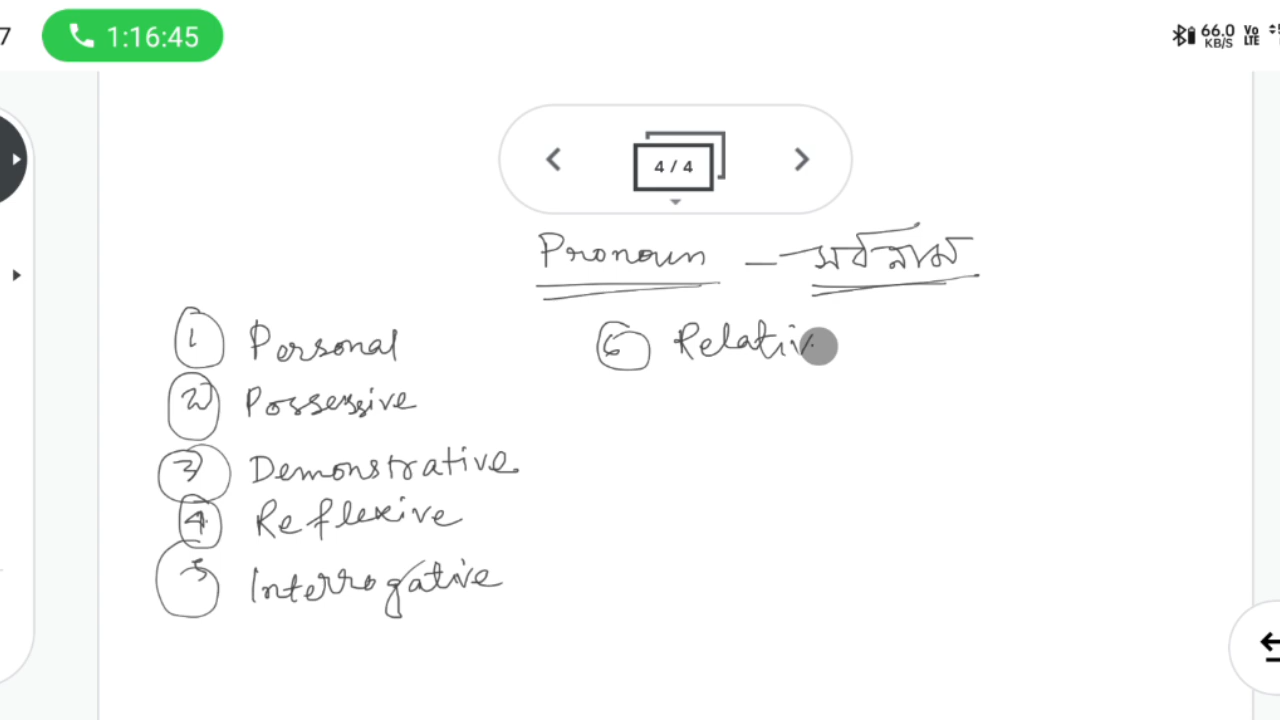 7 1:16:45 66.0 KB/S Vo LTE
4 / 4
Pronoun — সর্বনাম
1 Personal
2 Possessive
3 Demonstrative
4 Reflexive
5 Interrogative
6 Relativ